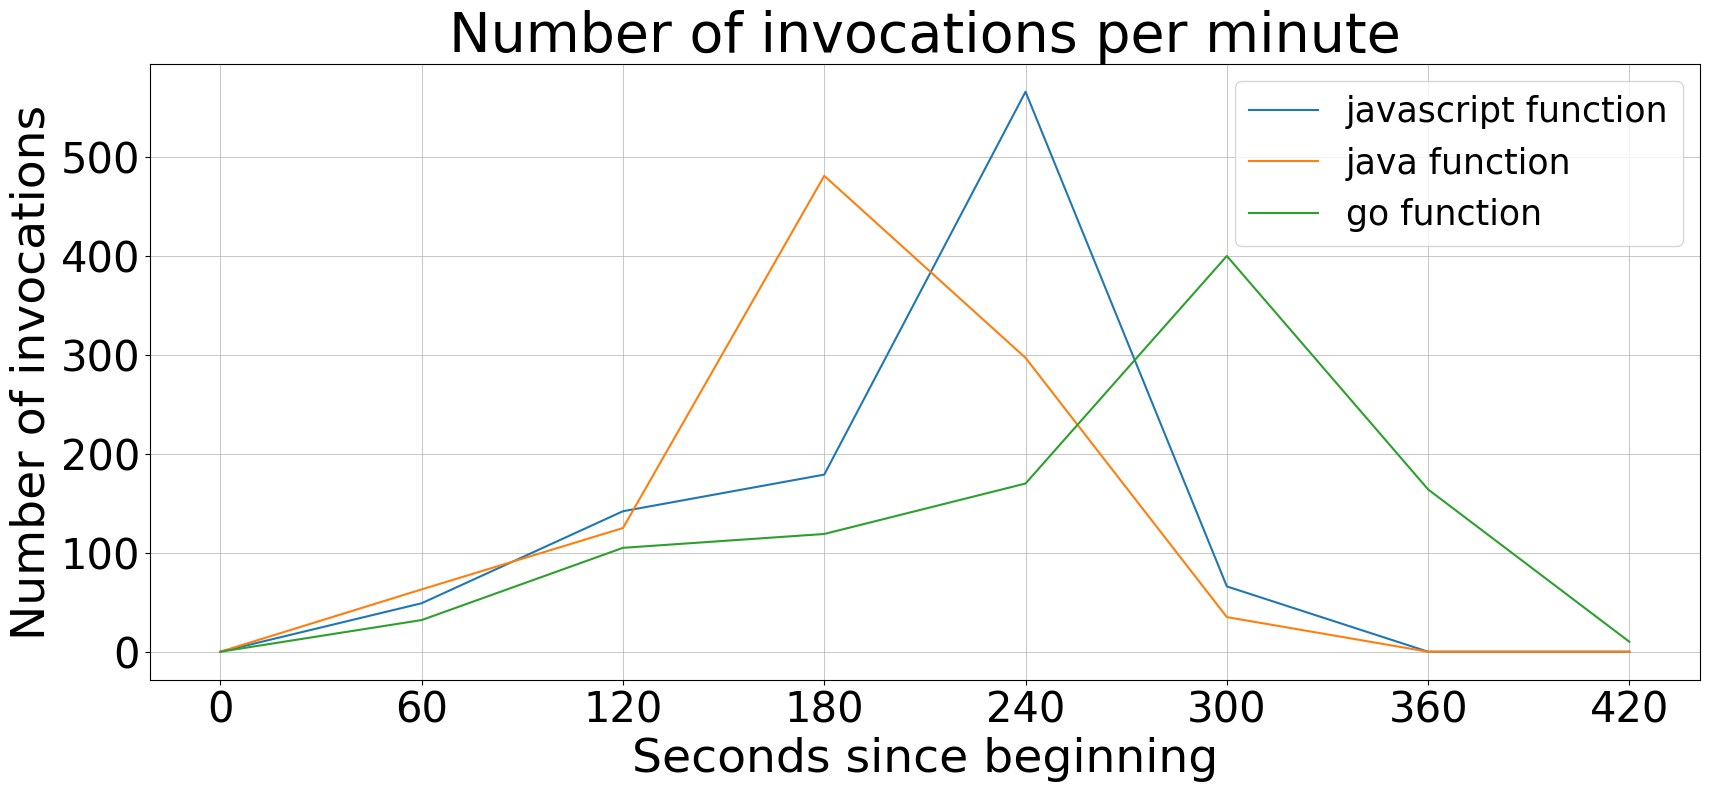 Number of invocations per minute
Number of invocations
500
400
300
200
100
0
javascript function
java function
go function
0 60 120 180 240 300 360 420
Seconds since beginning